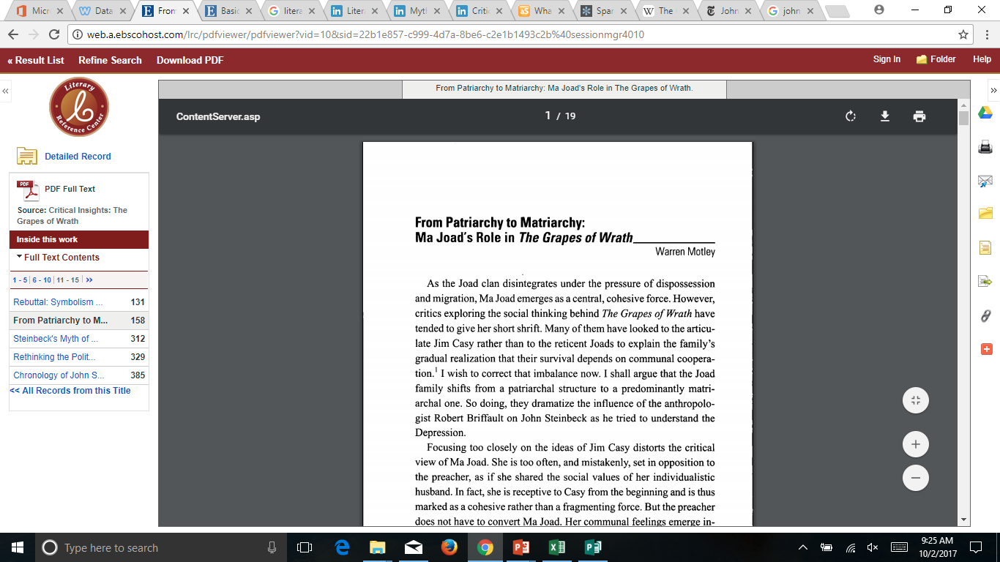 Micr
Data
From
Basic
litera
Litera
Myth
Critic
Wha
Spar
The
John
john
web.a.ebscohost.com/lrc/pdfviewer/pdfviewer?vid=10&sid=22b1e857-c999-4d7a-8be6-c2e1b1493c2b%40sessionmgr4010
« Result List Refine Search Download PDF Sign In Folder Help
Literary
Reference Center
Detailed Record
PDF
PDF Full Text
Source: Critical Insights: The
Grapes of Wrath
Inside this work
Full Text Contents
1 - 5 | 6 - 10 | 11 - 15 | »
Rebuttal: Symbolism ... 131
From Patriarchy to M... 158
Steinbeck's Myth of ... 312
Rethinking the Polit... 329
Chronology of John S... 385
<< All Records from this Title
From Patriarchy to Matriarchy: Ma Joad's Role in The Grapes of Wrath.
ContentServer.asp 1 / 19
From Patriarchy to Matriarchy:
Ma Joad's Role in The Grapes of Wrath
Warren Motley
As the Joad clan disintegrates under the pressure of dispossession
and migration, Ma Joad emerges as a central, cohesive force. However,
critics exploring the social thinking behind The Grapes of Wrath have
tended to give her short shrift. Many of them have looked to the articu-
late Jim Casy rather than to the reticent Joads to explain the family's
gradual realization that their survival depends on communal coopera-
tion.1 I wish to correct that imbalance now. I shall argue that the Joad
family shifts from a patriarchal structure to a predominantly matri-
archal one. So doing, they dramatize the influence of the anthropolo-
gist Robert Briffault on John Steinbeck as he tried to understand the
Depression.
Focusing too closely on the ideas of Jim Casy distorts the critical
view of Ma Joad. She is too often, and mistakenly, set in opposition to
the preacher, as if she shared the social values of her individualistic
husband. In fact, she is receptive to Casy from the beginning and is thus
marked as a cohesive rather than a fragmenting force. But the preacher
does not have to convert Ma Joad. Her communal feelings emerge in-
Type here to search
9:25 AM
10/2/2017